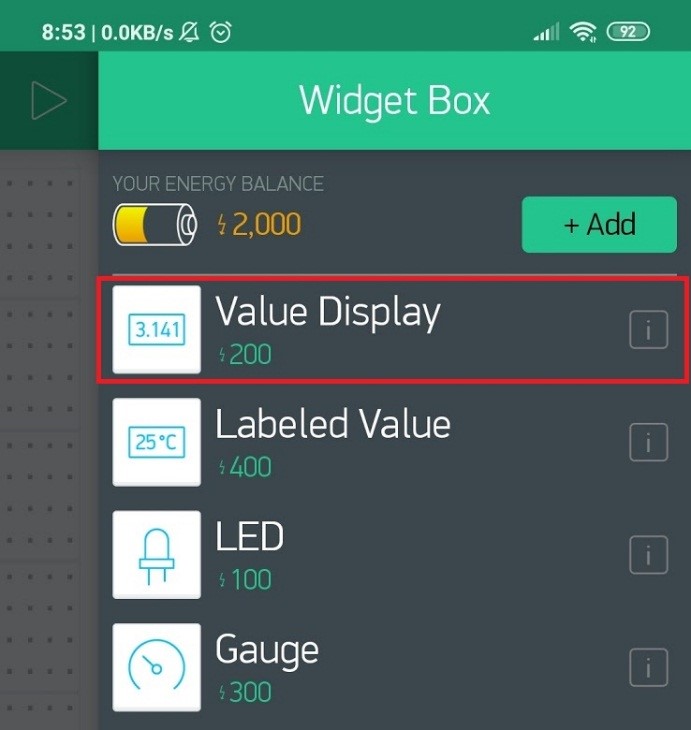 8:53 | 0.0KB/s
92
Widget Box
YOUR ENERGY BALANCE
2,000
+ Add
3.141
Value Display
200
i
25°C
Labeled Value
400
i
LED
100
i
Gauge
300
i